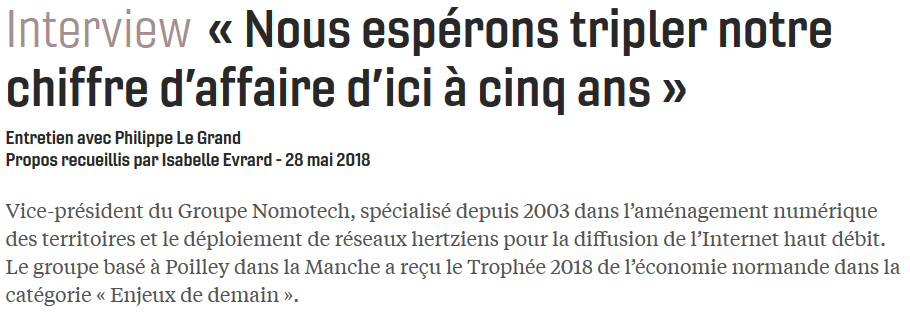 Interview « Nous espérons tripler notre
chiffre d’affaire d’ici à cinq ans »
Entretien avec Philippe Le Grand
Propos recueillis par Isabelle Evrard - 28 mai 2018
Vice-président du Groupe Nomotech, spécialisé depuis 2003 dans l’aménagement numérique
des territoires et le déploiement de réseaux hertziens pour la diffusion de l’Internet haut débit.
Le groupe basé à Poilley dans la Manche a reçu le Trophée 2018 de l’économie normande dans la
catégorie « Enjeux de demain ».